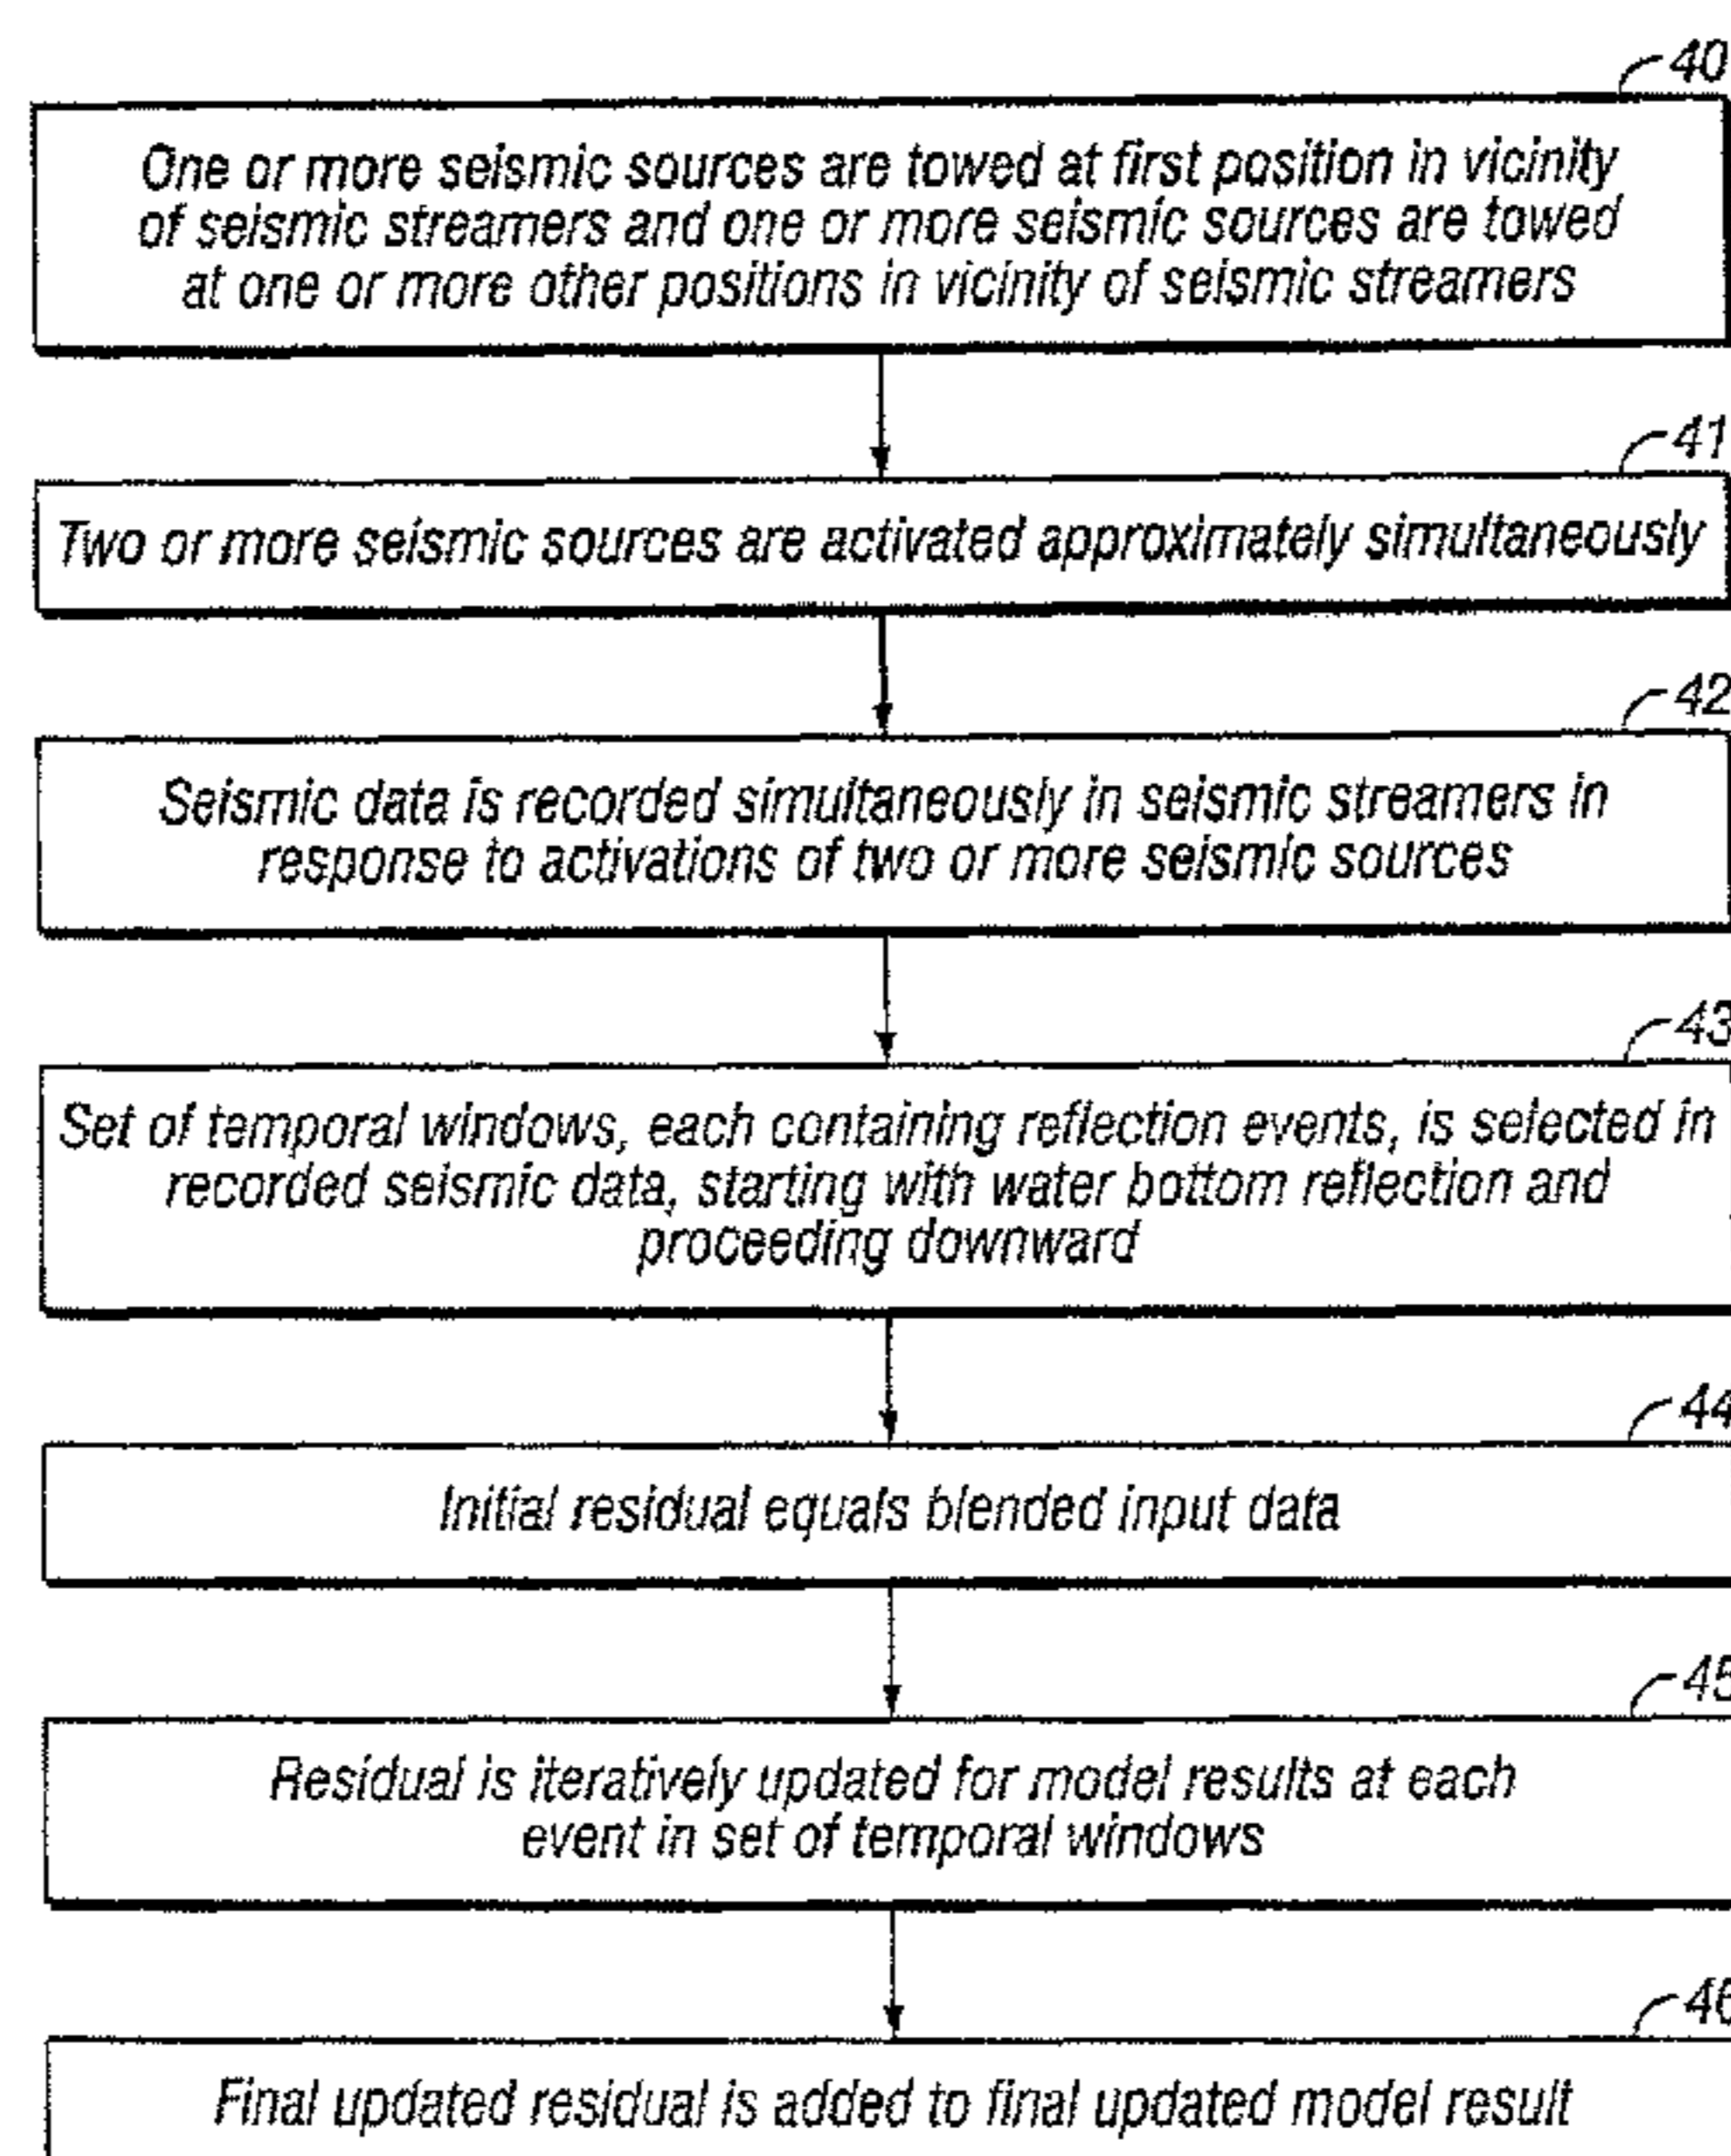 40
One or more seismic sources are towed at first position in vicinity
of seismic streamers and one or more seismic sources are towed
at one or more other positions in vicinity of seismic streamers
41
Two or more seismic sources are activated approximately simultaneously
42
Seismic data is recorded simultaneously in seismic streamers in
response to activations of two or more seismic sources
43
Set of temporal windows, each containing reflection events, is selected in
recorded seismic data, starting with water bottom reflection and
proceeding downward
44
Initial residual equals blended input data
45
Residual is iteratively updated for model results at each
event in set of temporal windows
46
Final updated residual is added to final updated model result